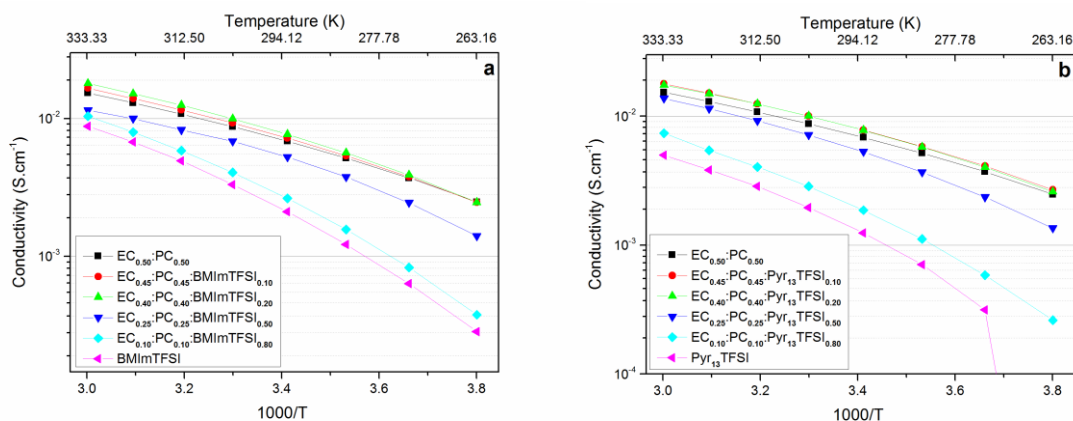 Temperature (K)
333.33 312.50 294.12 277.78 263.16
a
Conductivity (S.cm⁻¹)
10⁻²
10⁻³
EC₀.₅₀:PC₀.₅₀
EC₀.₄₅:PC₀.₄₅:BMImTFSI₀.₁₀
EC₀.₄₀:PC₀.₄₀:BMImTFSI₀.₂₀
EC₀.₂₅:PC₀.₂₅:BMImTFSI₀.₅₀
EC₀.₁₀:PC₀.₁₀:BMImTFSI₀.₈₀
BMImTFSI
3.0 3.2 3.4 3.6 3.8
1000/T
Temperature (K)
333.33 312.50 294.12 277.78 263.16
b
Conductivity (S.cm⁻¹)
10⁻²
10⁻³
10⁻⁴
EC₀.₅₀:PC₀.₅₀
EC₀.₄₅:PC₀.₄₅:Pyr₁₃TFSI₀.₁₀
EC₀.₄₀:PC₀.₄₀:Pyr₁₃TFSI₀.₂₀
EC₀.₂₅:PC₀.₂₅:Pyr₁₃TFSI₀.₅₀
EC₀.₁₀:PC₀.₁₀:Pyr₁₃TFSI₀.₈₀
Pyr₁₃TFSI
3.0 3.2 3.4 3.6 3.8
1000/T